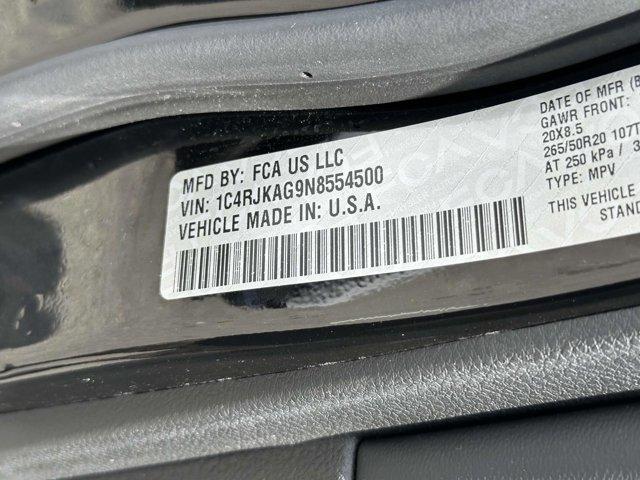 MFD BY: FCA US LLC
VIN: 1C4RJKAG9N8554500
VEHICLE MADE IN: U.S.A.
DATE OF MFR (
GAWR FRONT:
20X8.5
265/50R20 107T
AT 250 kPa / 3
TYPE: MPV
THIS VEHICLE
STAND